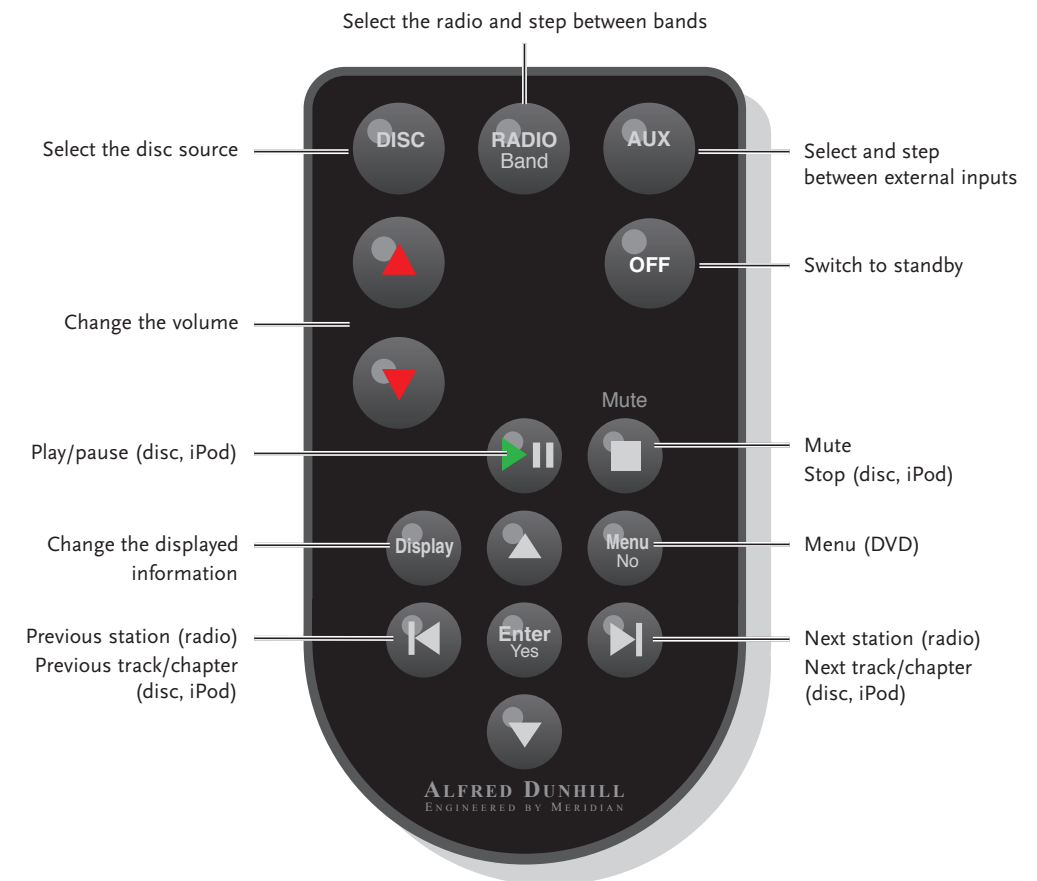 Select the radio and step between bands
DISC
RADIO
Band
AUX
Select the disc source
Select and step
between external inputs
OFF
Switch to standby
Change the volume
Mute
Play/pause (disc, iPod)
Mute
Stop (disc, iPod)
Change the displayed
information
Display
Menu
No
Menu (DVD)
Previous station (radio)
Previous track/chapter
(disc, iPod)
Enter
Yes
Next station (radio)
Next track/chapter
(disc, iPod)
ALFRED DUNHILL
ENGINEERED BY MERIDIAN